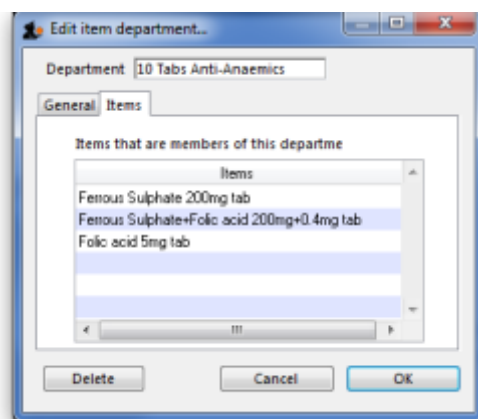 Edit item department...
Department 10 Tabs Anti-Anaemics
General Items
Items that are members of this departme
Items
Ferrous Sulphate 200mg tab
Ferrous Sulphate+Folic acid 200mg+0.4mg tab
Folic acid 5mg tab
Delete Cancel OK